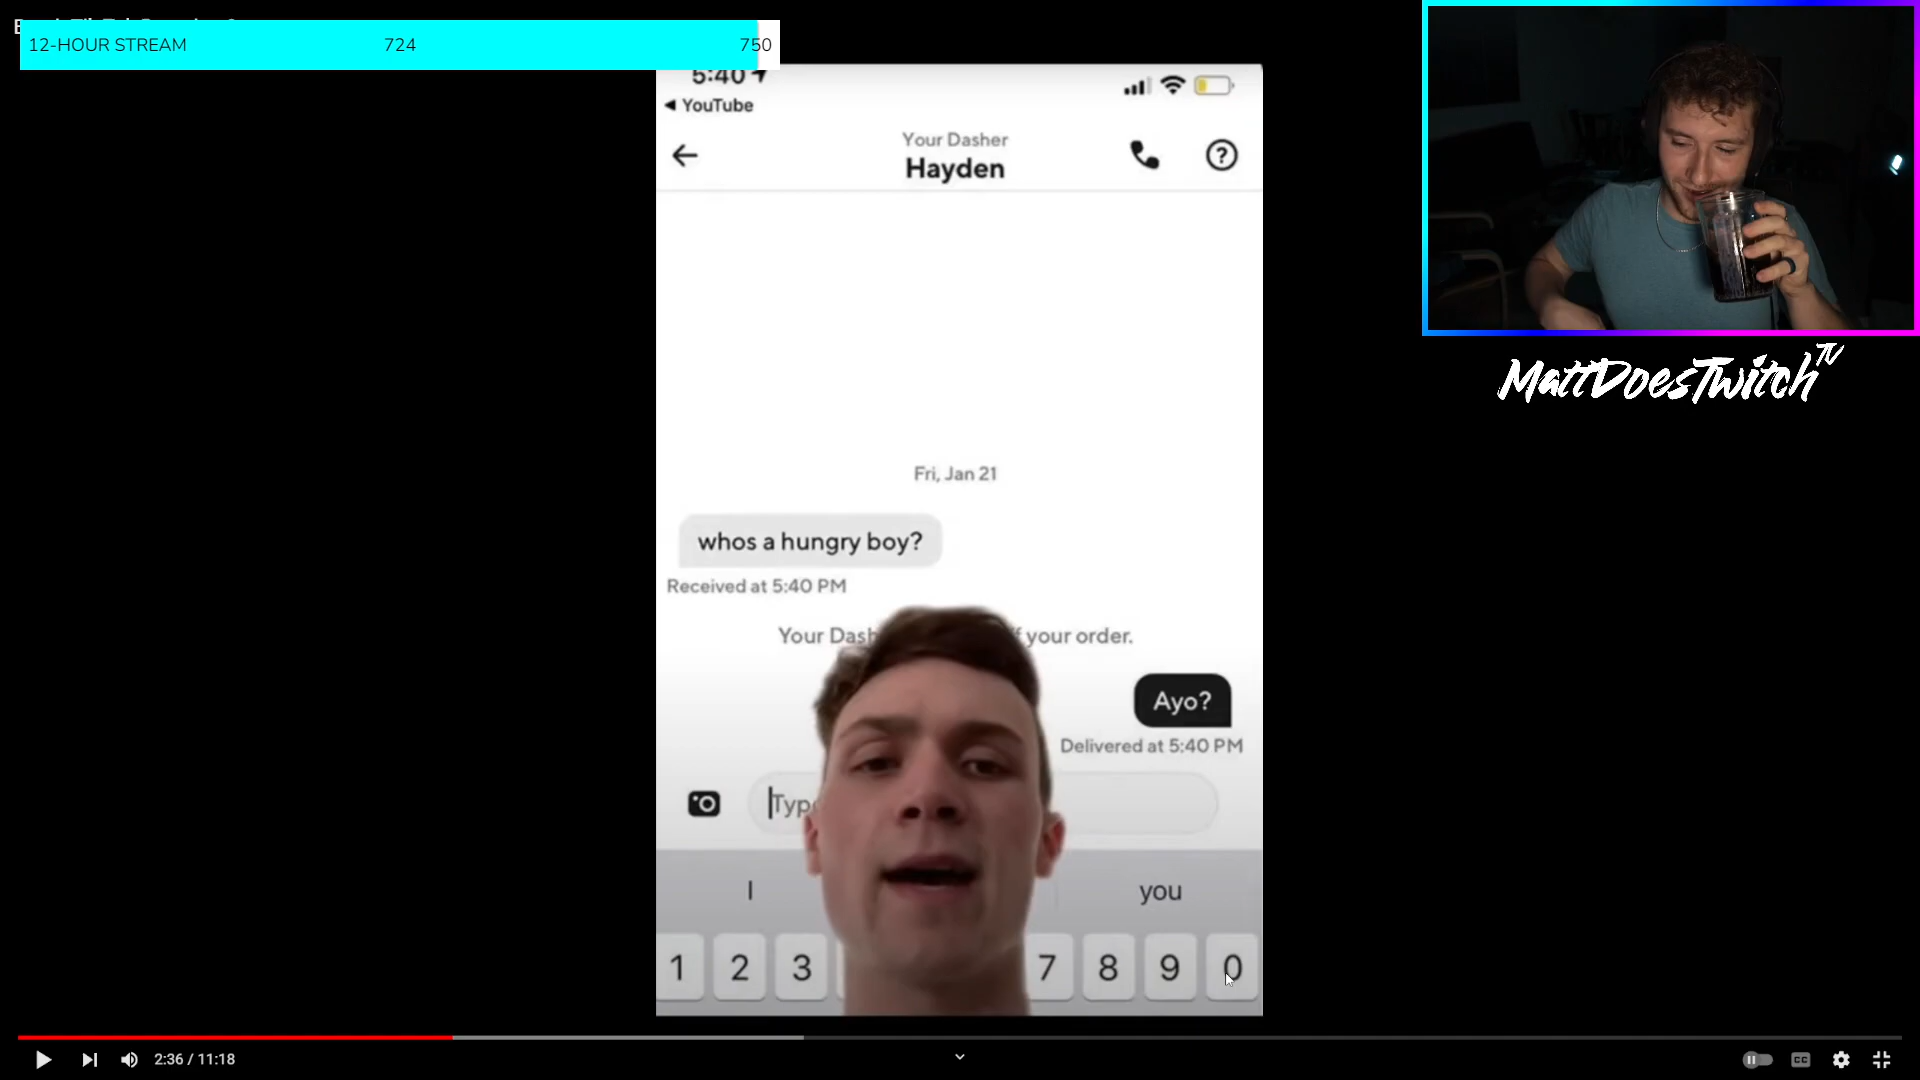 12-HOUR STREAM 724 750
5:40
YouTube
Your Dasher
Hayden
Fri, Jan 21
whos a hungry boy?
Received at 5:40 PM
Your Dash your order.
Ayo?
Delivered at 5:40 PM
Typ
I you
1 2 3 7 8 9 0
MattDoesTwitchTV
2:36 / 11:18
CC